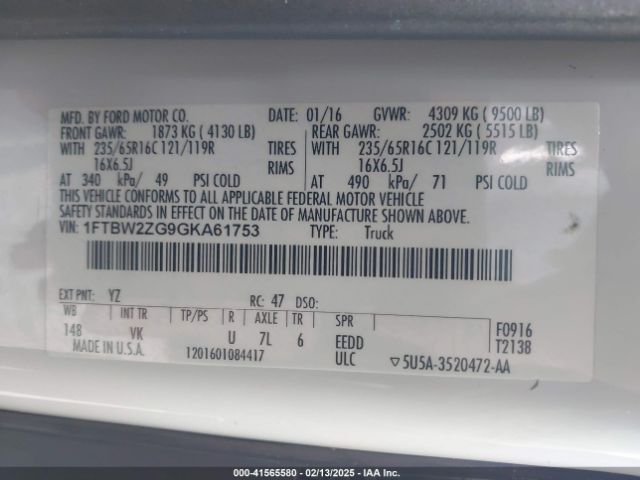 MFD. BY FORD MOTOR CO. DATE: 01/16 GVWR: 4309 KG ( 9500 LB)
FRONT GAWR: 1873 KG ( 4130 LB) REAR GAWR: 2502 KG ( 5515 LB)
WITH 235/65R16C 121/119R TIRES WITH 235/65R16C 121/119R TIRES
16X6.5J RIMS 16X6.5J RIMS
AT 340 kPa/ 49 PSI COLD AT 490 kPa/ 71 PSI COLD
THIS VEHICLE CONFORMS TO ALL APPLICABLE FEDERAL MOTOR VEHICLE
SAFETY STANDARDS IN EFFECT ON THE DATE OF MANUFACTURE SHOWN ABOVE.
VIN: 1FTBW2ZG9GKA61753 TYPE: Truck
EXT PNT: YZ RC: 47 DSO:
WB INT TR TP/PS R AXLE TR SPR
148 VK U 7L 6 EEDD
MADE IN U.S.A. 1201601084417 ULC
F0916
T2138
▽5U5A-3520472-AA
000-41565580 - 02/13/2025 - IAA Inc.